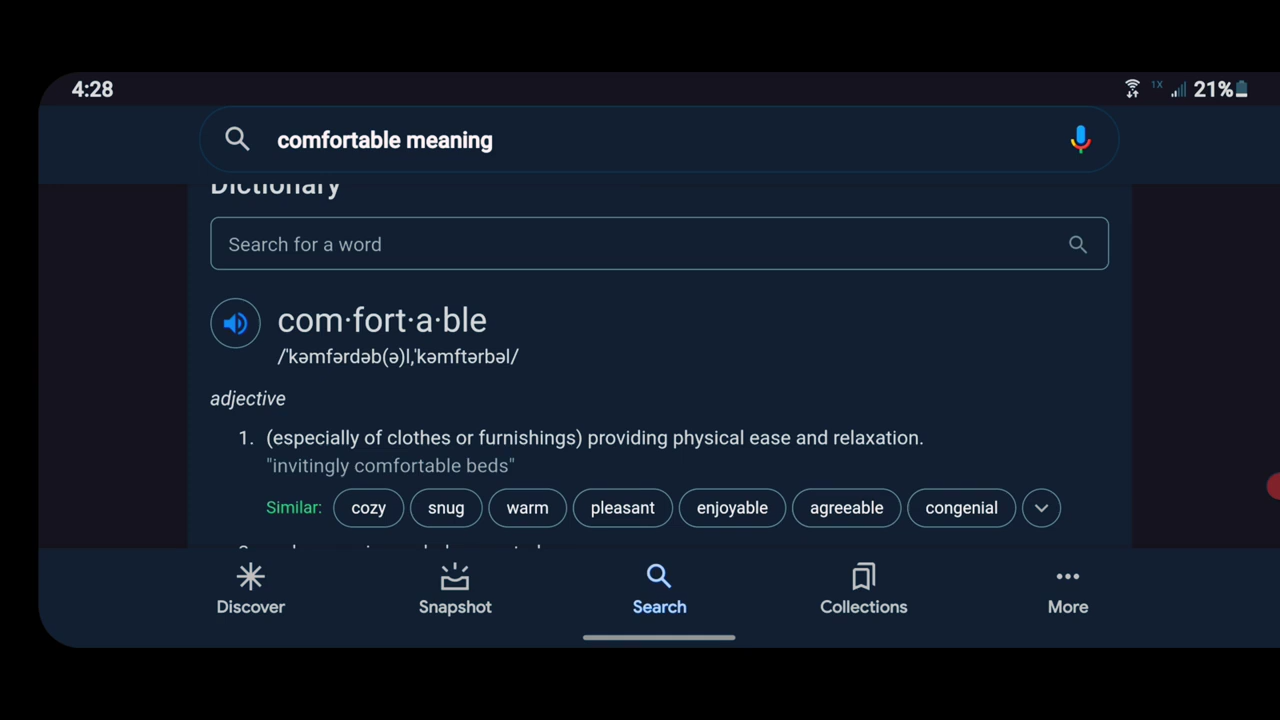 4:28 1X 21%
comfortable meaning
Dictionary
Search for a word
com·fort·a·ble
/ˈkəmfərdəb(ə)l,ˈkəmftərbəl/
adjective
1. (especially of clothes or furnishings) providing physical ease and relaxation.
"invitingly comfortable beds"
Similar: cozy snug warm pleasant enjoyable agreeable congenial
Discover Snapshot Search Collections More